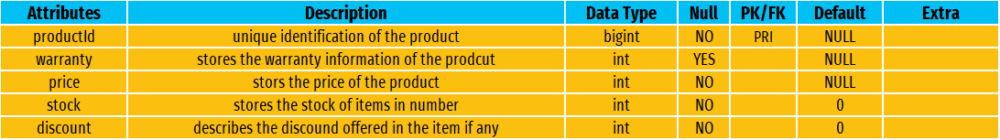 Attributes Description Data Type Null PK/FK Default Extra
productId unique identification of the product bigint NO PRI NULL
warranty stores the warranty information of the prodcut int YES NULL
price stors the price of the product int NO NULL
stock stores the stock of items in number int NO 0
discount describes the discound offered in the item if any int NO 0